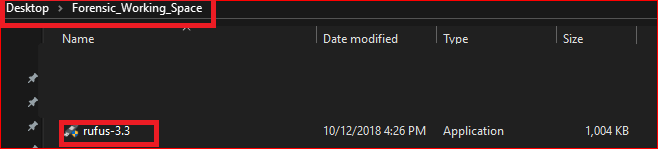 Desktop > Forensic_Working_Space
Name Date modified Type Size
rufus-3.3 10/12/2018 4:26 PM Application 1,004 KB